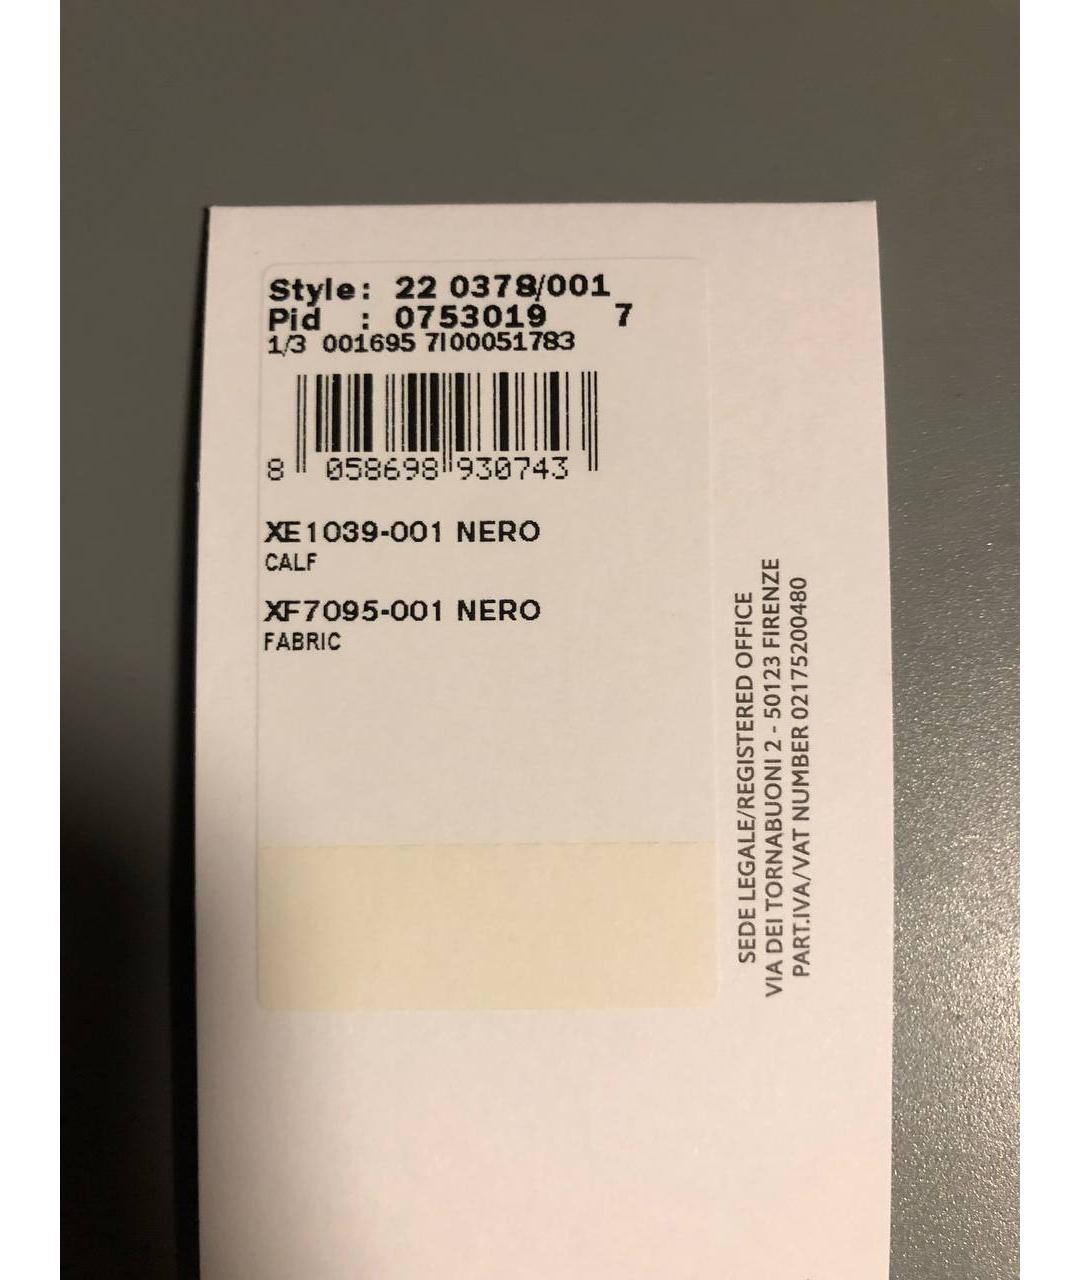 Style: 22 0378/001
Pid : 0753019 7
1/3 001695 7I00051783
8 058698 930743
XE1039-001 NERO
CALF
XF7095-001 NERO
FABRIC
SEDE LEGALE/REGISTERED OFFICE
VIA DEI TORNABUONI 2 - 50123 FIRENZE
PART.IVA/VAT NUMBER 02175200480